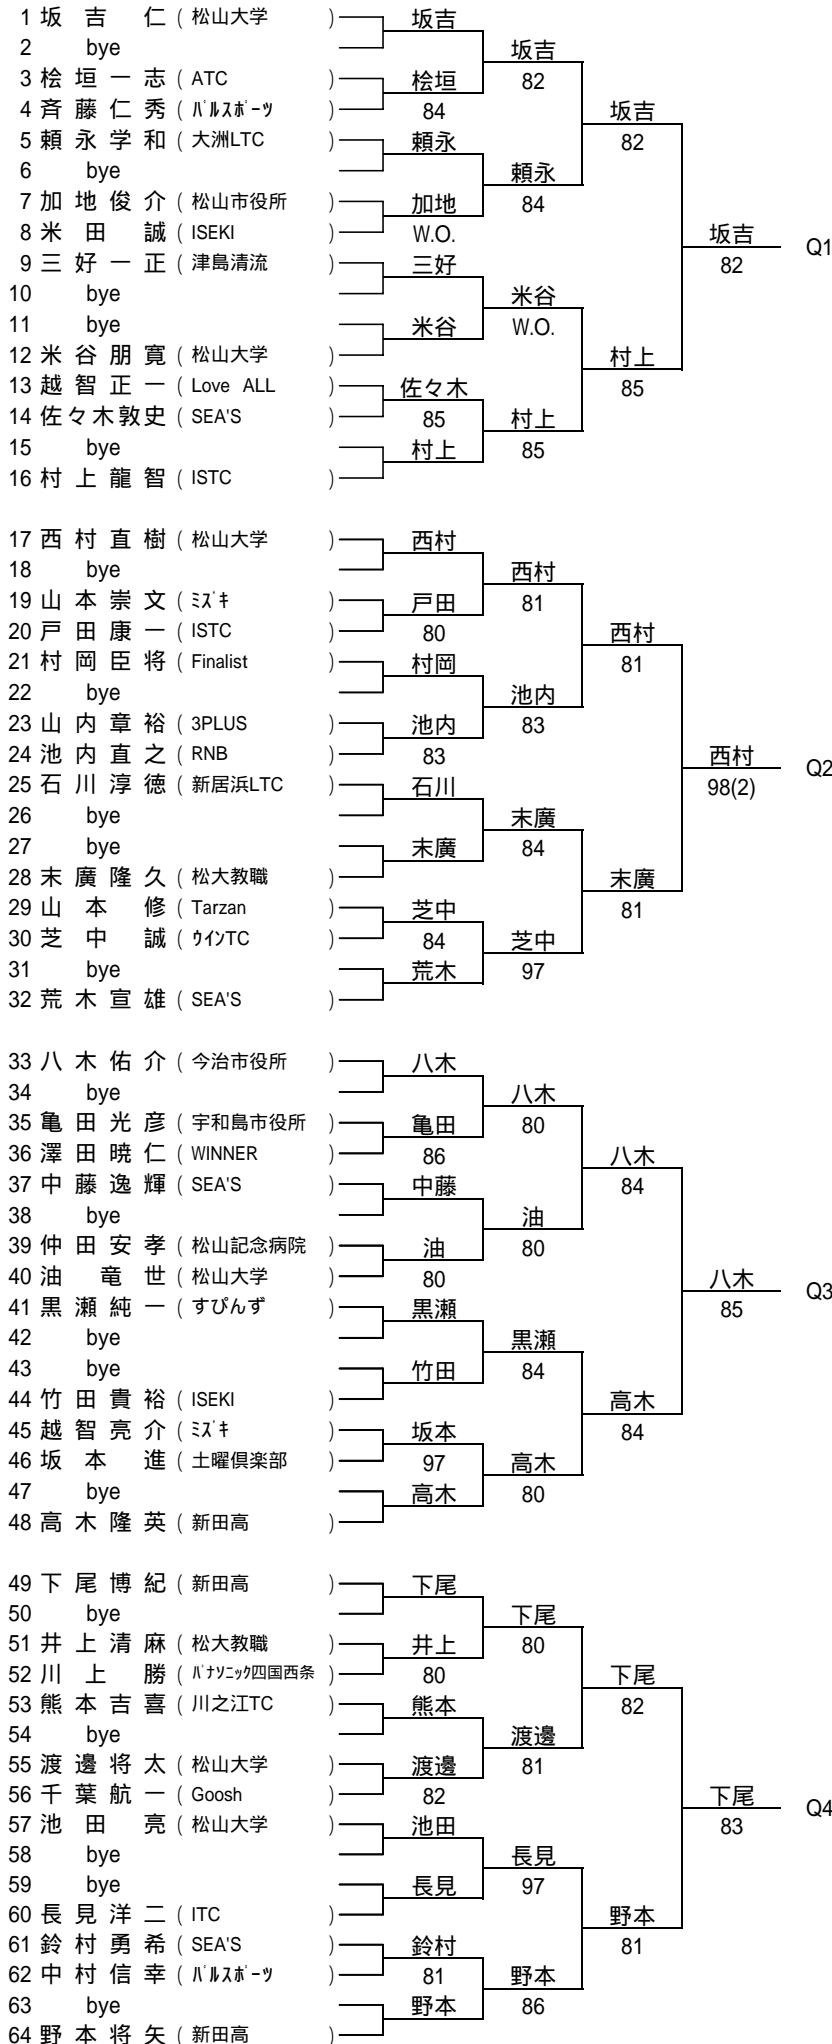 1 坂吉 仁 ( 松山大学 ) 坂吉
2 bye 坂吉
3 桧垣一志 ( ATC ) 桧垣 82
4 斉藤仁秀 ( パルスポーツ ) 84 坂吉
5 頼永学和 ( 大洲LTC ) 頼永 82
6 bye 頼永
7 加地俊介 ( 松山市役所 ) 加地 84
8 米田 誠 ( ISEKI ) W.O. 坂吉 Q1
9 三好一正 ( 津島清流 ) 三好 82
10 bye 米谷
11 bye 米谷 W.O.
12 米谷朋寛 ( 松山大学 ) 村上
13 越智正一 ( Love ALL ) 佐々木 85
14 佐々木敦史 ( SEA'S ) 85 村上
15 bye 村上 85
16 村上龍智 ( ISTC )
17 西村直樹 ( 松山大学 ) 西村
18 bye 西村
19 山本崇文 ( ミズキ ) 戸田 81
20 戸田康一 ( ISTC ) 80 西村
21 村岡臣将 ( Finalist ) 村岡 81
22 bye 池内
23 山内章裕 ( 3PLUS ) 池内 83
24 池内直之 ( RNB ) 83 西村 Q2
25 石川淳徳 ( 新居浜LTC ) 石川 98(2)
26 bye 末廣
27 bye 末廣 84
28 末廣隆久 ( 松大教職 ) 末廣
29 山本 修 ( Tarzan ) 芝中 81
30 芝中 誠 ( ウインTC ) 84 芝中
31 bye 荒木 97
32 荒木宣雄 ( SEA'S )
33 八木佑介 ( 今治市役所 ) 八木
34 bye 八木
35 亀田光彦 ( 宇和島市役所 ) 亀田 80
36 澤田暁仁 ( WINNER ) 86 八木
37 中藤逸輝 ( SEA'S ) 中藤 84
38 bye 油
39 仲田安孝 ( 松山記念病院 ) 油 80
40 油 竜世 ( 松山大学 ) 80 八木 Q3
41 黒瀬純一 ( すぴんず ) 黒瀬 85
42 bye 黒瀬
43 bye 竹田 84
44 竹田貴裕 ( ISEKI ) 高木
45 越智亮介 ( ミズキ ) 坂本 84
46 坂本 進 ( 土曜倶楽部 ) 97 高木
47 bye 高木 80
48 高木隆英 ( 新田高 )
49 下尾博紀 ( 新田高 ) 下尾
50 bye 下尾
51 井上清麻 ( 松大教職 ) 井上 80
52 川上 勝 ( パナソニック四国西条 ) 80 下尾
53 熊本吉喜 ( 川之江TC ) 熊本 82
54 bye 渡邊
55 渡邊将太 ( 松山大学 ) 渡邊 81
56 千葉航一 ( Goosh ) 82 下尾 Q4
57 池田 亮 ( 松山大学 ) 池田 83
58 bye 長見
59 bye 長見 97
60 長見洋二 ( ITC ) 野本
61 鈴村勇希 ( SEA'S ) 鈴村 81
62 中村信幸 ( パルスポーツ ) 81 野本
63 bye 野本 86
64 野本将矢 ( 新田高 )